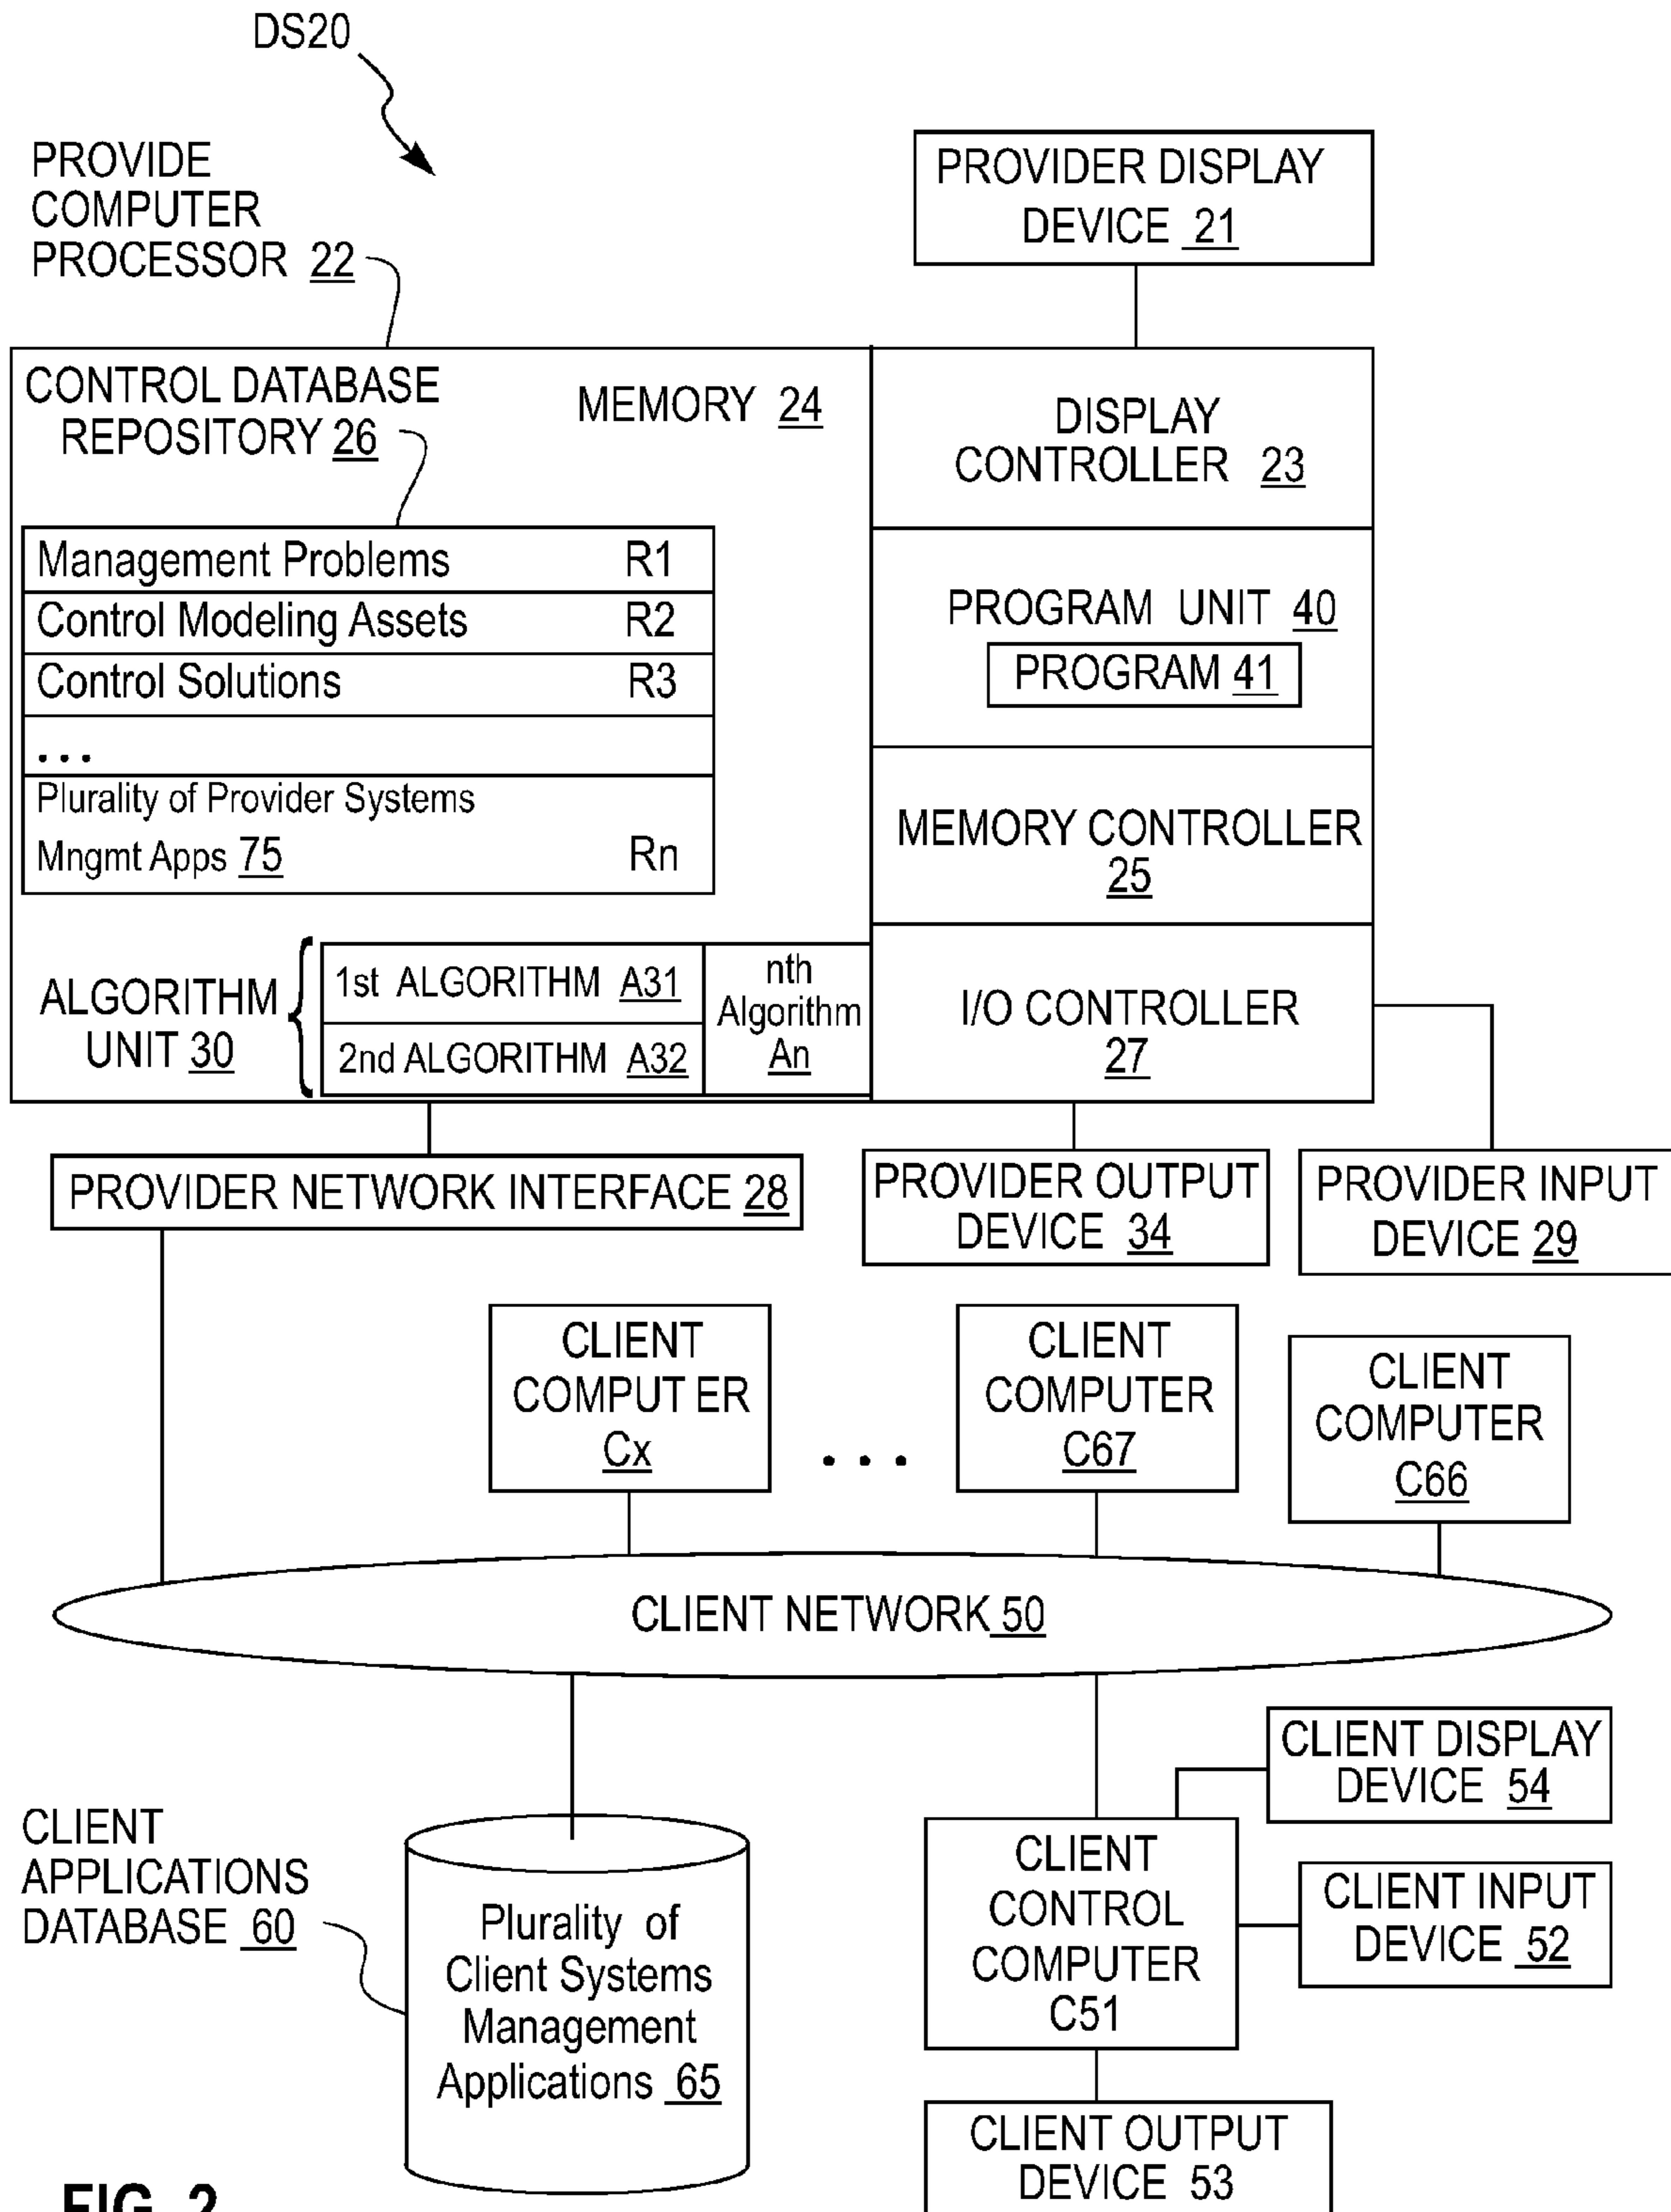 DS20
PROVIDE
COMPUTER
PROCESSOR 22
PROVIDER DISPLAY
DEVICE 21
CONTROL DATABASE
REPOSITORY 26
MEMORY 24
Management Problems R1
Control Modeling Assets R2
Control Solutions R3
...
Plurality of Provider Systems
Mngmt Apps 75 Rn
ALGORITHM
UNIT 30
1st ALGORITHM A31
2nd ALGORITHM A32
nth
Algorithm
An
DISPLAY
CONTROLLER 23
PROGRAM UNIT 40
PROGRAM 41
MEMORY CONTROLLER
25
I/O CONTROLLER
27
PROVIDER NETWORK INTERFACE 28
PROVIDER OUTPUT
DEVICE 34
PROVIDER INPUT
DEVICE 29
CLIENT
COMPUT ER
Cx
...
CLIENT
COMPUTER
C67
CLIENT
COMPUTER
C66
CLIENT NETWORK 50
CLIENT
APPLICATIONS
DATABASE 60
Plurality of
Client Systems
Management
Applications 65
CLIENT
CONTROL
COMPUTER
C51
CLIENT DISPLAY
DEVICE 54
CLIENT INPUT
DEVICE 52
CLIENT OUTPUT
DEVICE 53
FIG. 2